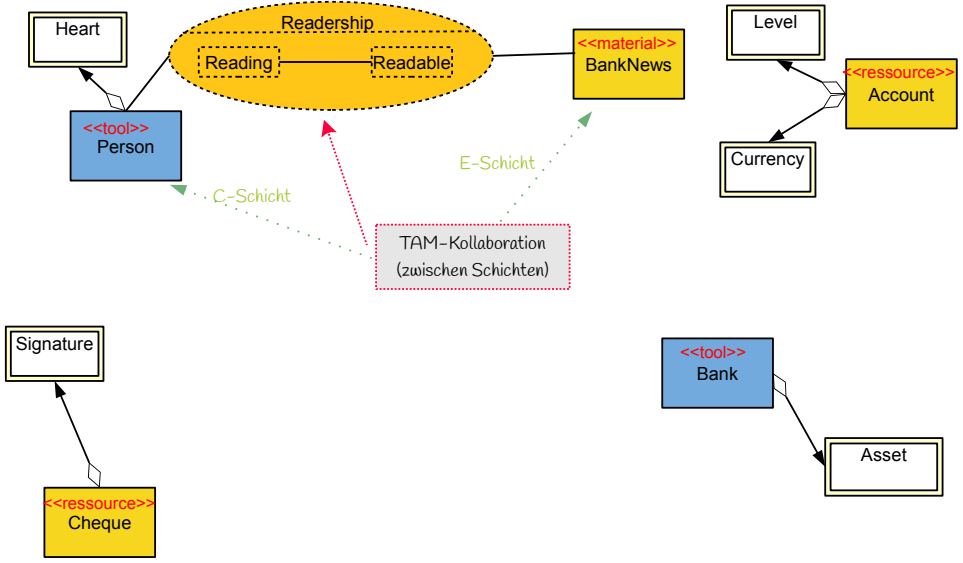 Heart
Readership
Reading
Readable
<<tool>>
Person
<<material>>
BankNews
Level
<<ressource>>
Account
Currency
C-Schicht
E-Schicht
TAM-Kollaboration
(zwischen Schichten)
Signature
<<ressource>>
Cheque
<<tool>>
Bank
Asset